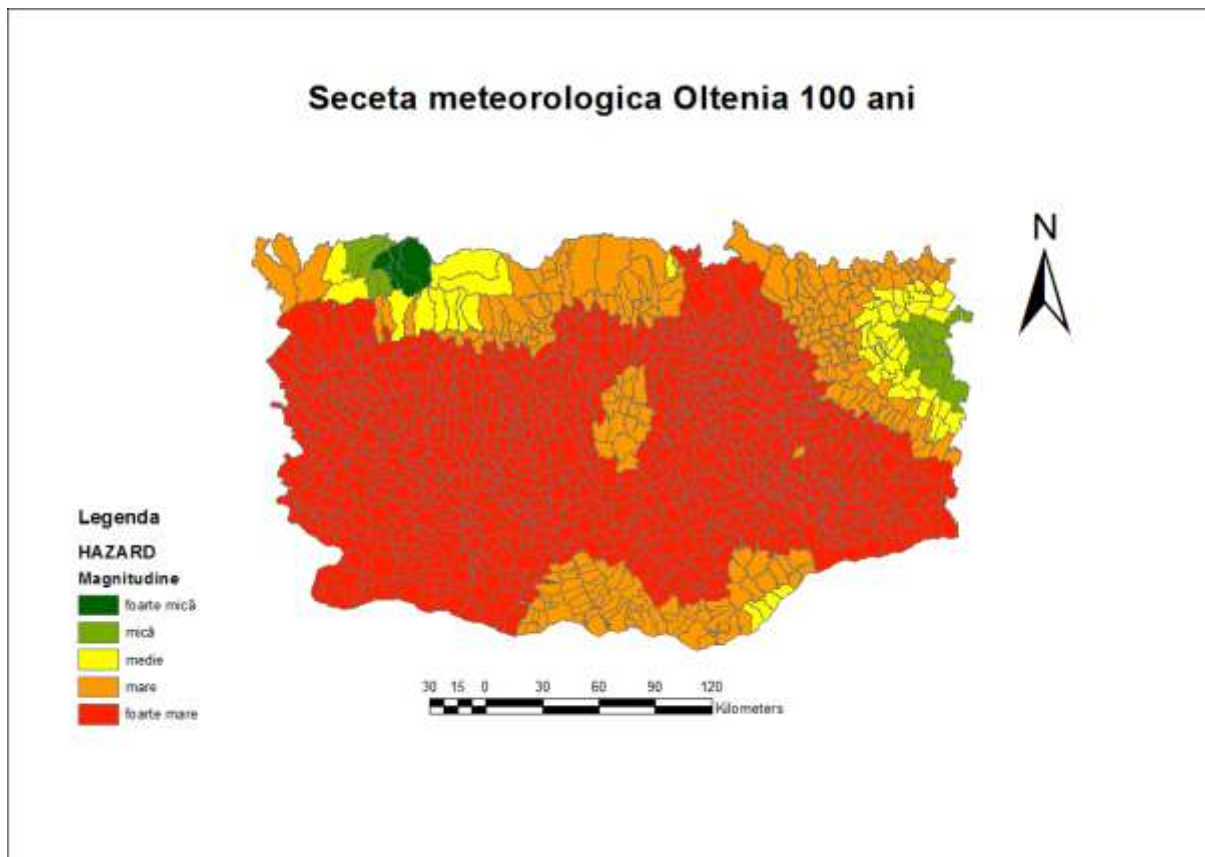 Seceta meteorologica Oltenia 100 ani
N
Legenda
HAZARD
Magnitudine
foarte mică
mică
medie
mare
foarte mare
30 15 0 30 60 90 120
Kilometers